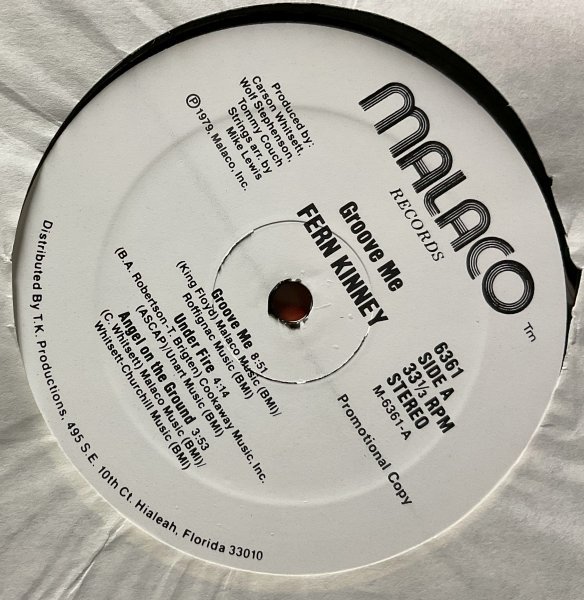 MALACO
RECORDS
Tm
Groove Me
FERN KINNEY
Produced by:
Carson Whitsett,
Wolf Stephenson,
Tommy Couch
Strings arr. by
Mike Lewis
Ⓟ 1979, Malaco, Inc.
6361
SIDE A
33 1/3 RPM
STEREO
M-6361-A
Promotional Copy
Groove Me 8:51
(King Floyd) Malaco Music (BMI)/
Roffignac Music (BMI)
Under Fire 4:14
(B.A. Robertson-T. Brigten) Cookaway Music, Inc.
(ASCAP)/Unart Music (BMI)
Angel on the Ground 3:53
(C. Whitsett) Malaco Music (BMI)/
Whitsett-Churchill Music (BMI)
Distributed By T.K. Productions, 495 S.E. 10th Ct. Hialeah, Florida 33010